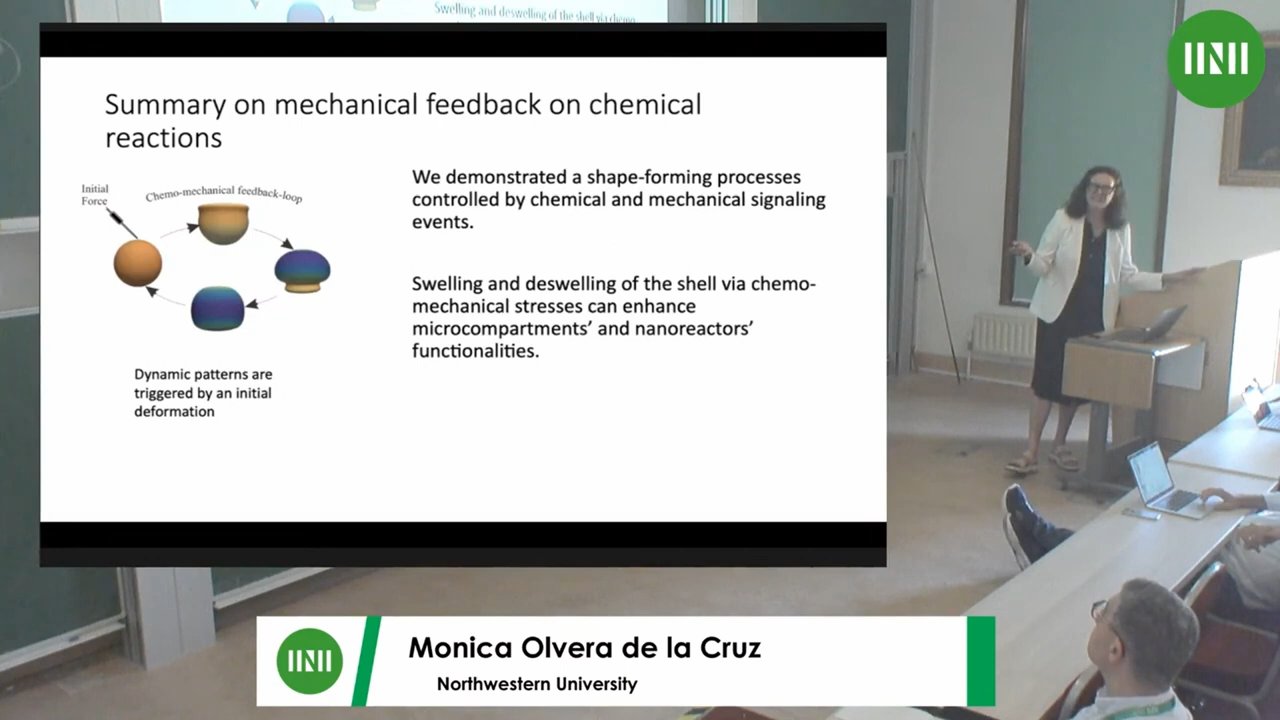 Swelling and deswelling of the shell via chemo-
Summary on mechanical feedback on chemical
reactions
Initial
Force
Chemo-mechanical feedback-loop
Dynamic patterns are
triggered by an initial
deformation
We demonstrated a shape-forming processes
controlled by chemical and mechanical signaling
events.
Swelling and deswelling of the shell via chemo-
mechanical stresses can enhance
microcompartments’ and nanoreactors’
functionalities.
IINII
IINII
Monica Olvera de la Cruz
Northwestern University